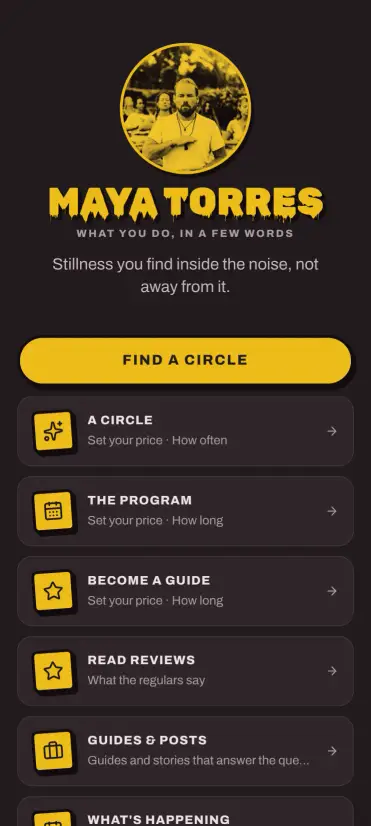 MAYA TORRES
WHAT YOU DO, IN A FEW WORDS
Stillness you find inside the noise, not
away from it.
FIND A CIRCLE
A CIRCLE
Set your price · How often
THE PROGRAM
Set your price · How long
BECOME A GUIDE
Set your price · How long
READ REVIEWS
What the regulars say
GUIDES & POSTS
Guides and stories that answer the que...
WHAT'S HAPPENING